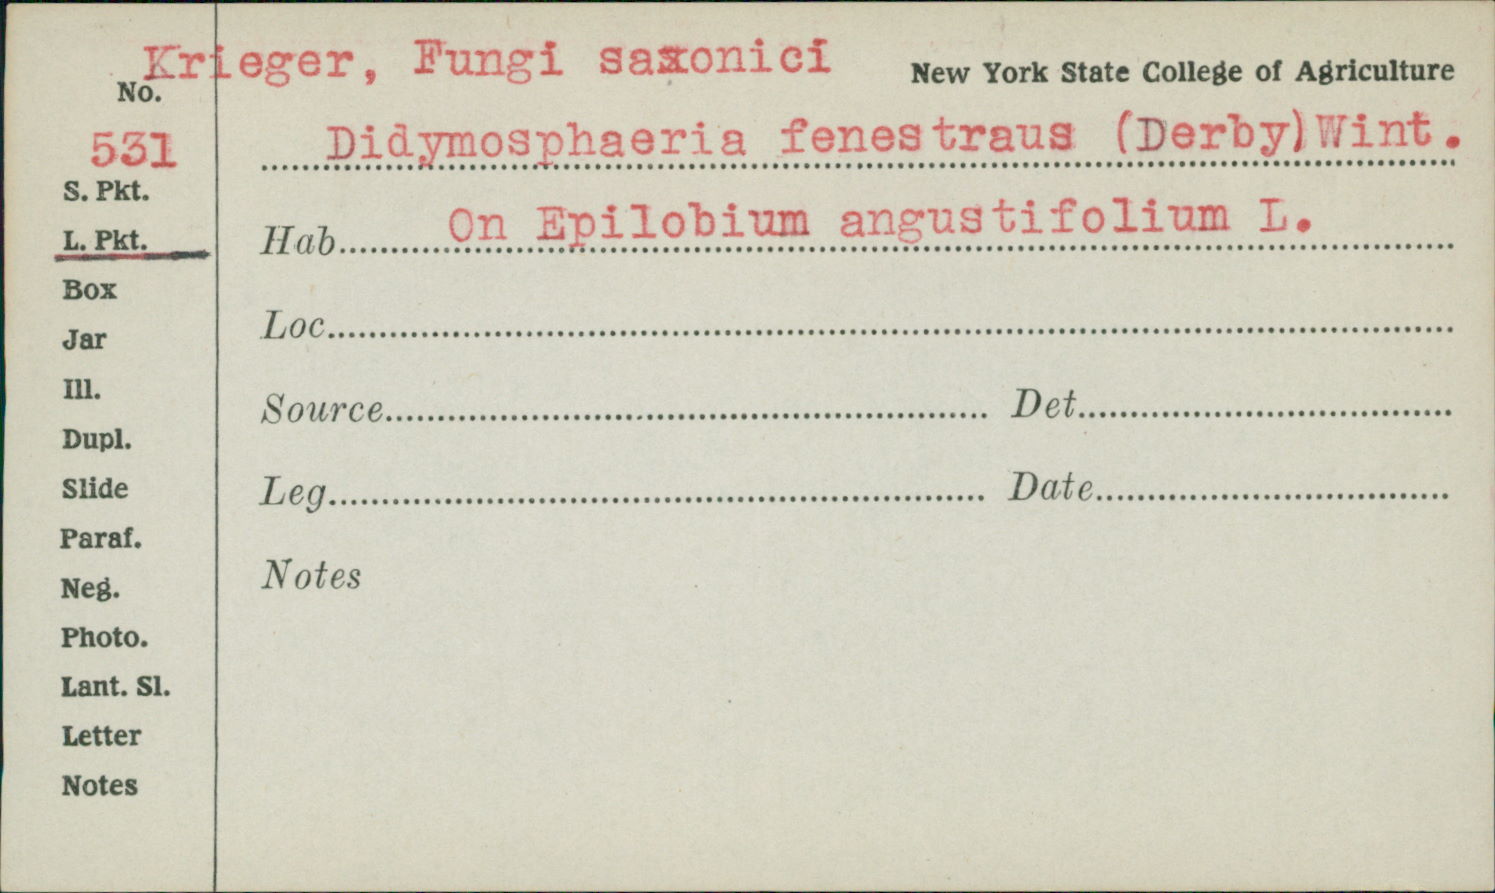 Krieger, Fungi saxonici
New York State College of Agriculture
No.
531
Didymosphaeria fenestraus (Derby)Wint.
S. Pkt.
L. Pkt.
Hab. On Epilobium angustifolium L.
Box
Loc.
Jar
Ill.
Source Det.
Dupl.
Slide
Leg. Date
Paraf.
Notes
Neg.
Photo.
Lant. Sl.
Letter
Notes